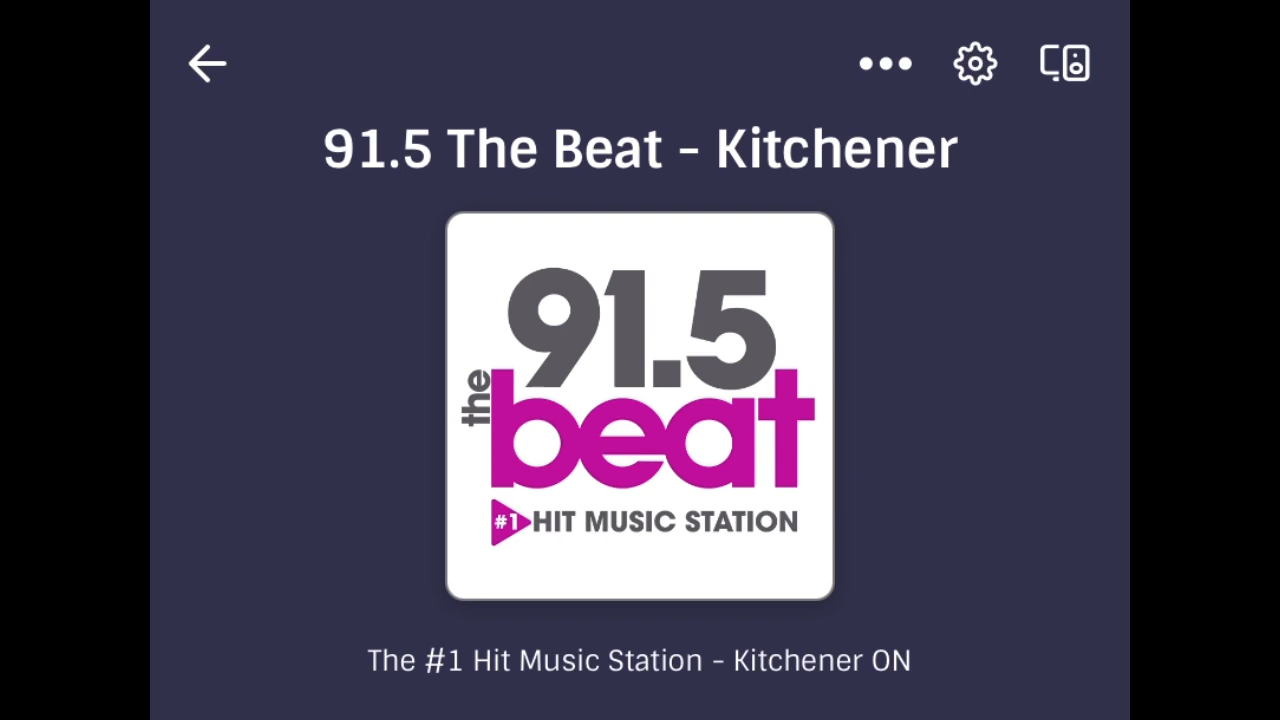 91.5 The Beat - Kitchener
91.5
the
beat
#1 HIT MUSIC STATION
The #1 Hit Music Station - Kitchener ON